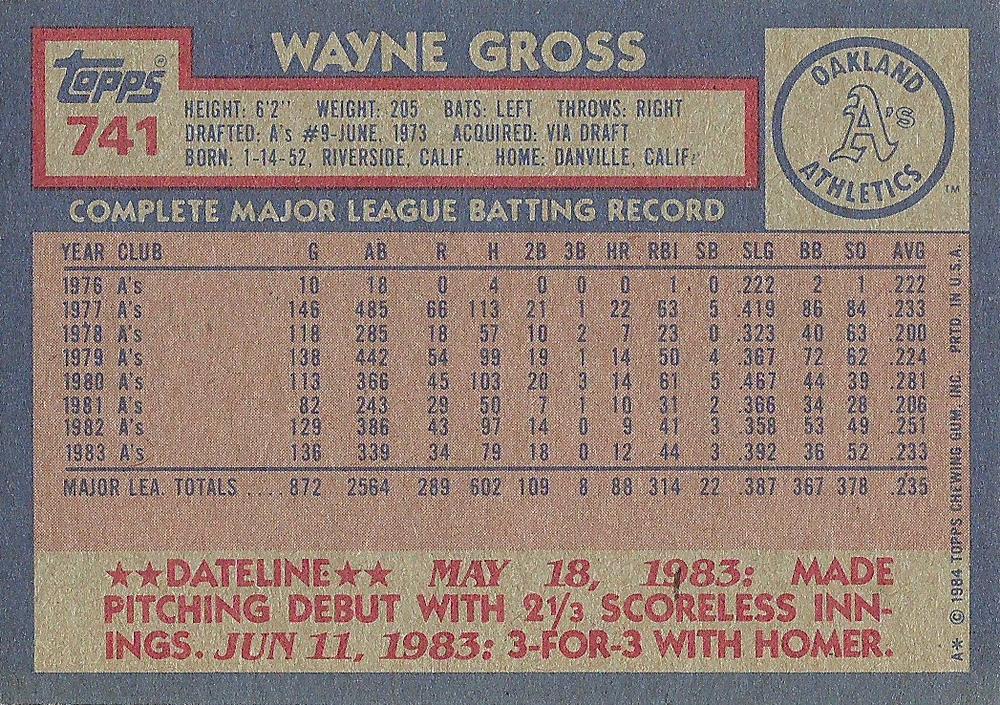 WAYNE GROSS
topps®
741
HEIGHT: 6'2" WEIGHT: 205 BATS: LEFT THROWS: RIGHT
DRAFTED: A's #9-JUNE, 1973 ACQUIRED: VIA DRAFT
BORN: 1-14-52, RIVERSIDE, CALIF. HOME: DANVILLE, CALIF.
OAKLAND
A's
ATHLETICS
TM
COMPLETE MAJOR LEAGUE BATTING RECORD
YEAR CLUB G AB R H 2B 3B HR RBI SB SLG BB SO AVG
1976 A's 10 18 0 4 0 0 0 1 0 .222 2 1 .222
1977 A's 146 485 66 113 21 1 22 63 5 .419 86 84 .233
1978 A's 118 285 18 57 10 2 7 23 0 .323 40 63 .200
1979 A's 138 442 54 99 19 1 14 50 4 .367 72 62 .224
1980 A's 113 366 45 103 20 3 14 61 5 .467 44 39 .281
1981 A's 82 243 29 50 7 1 10 31 2 .366 34 28 .206
1982 A's 129 386 43 97 14 0 9 41 3 .358 53 49 .251
1983 A's 136 339 34 79 18 0 12 44 3 .392 36 52 .233
MAJOR LEA. TOTALS .... 872 2564 289 602 109 8 88 314 22 .387 367 378 .235
★★DATELINE★★ MAY 18, 1983: MADE
PITCHING DEBUT WITH 2⅓ SCORELESS INN-
INGS. JUN 11, 1983: 3-FOR-3 WITH HOMER.
A* © 1984 TOPPS CHEWING GUM, INC. PRTD. IN U.S.A.